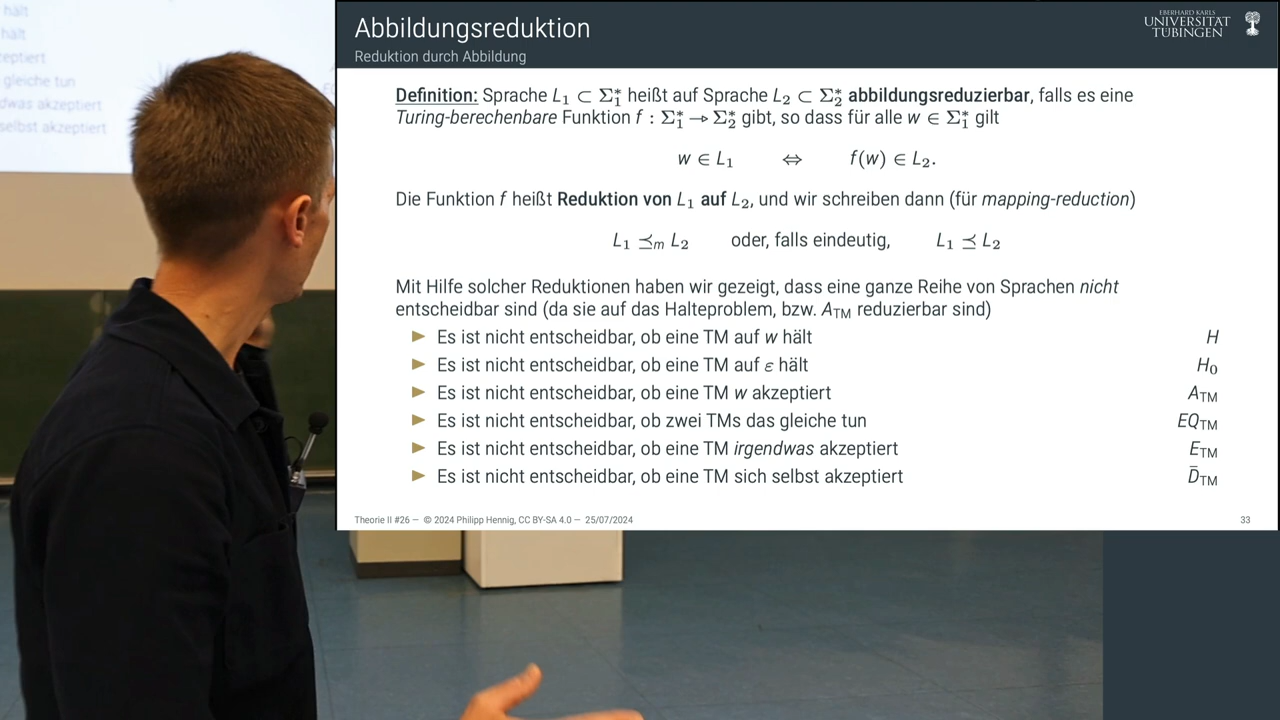 hält
hält
zeptiert
gleiche tun
dwas akzeptiert
selbst akzeptiert
Abbildungsreduktion
Reduktion durch Abbildung
EBERHARD KARLS
UNIVERSITÄT
TÜBINGEN
Definition: Sprache L₁ ⊂ Σ₁* heißt auf Sprache L₂ ⊂ Σ₂* abbildungsreduzierbar, falls es eine
Turing-berechenbare Funktion f : Σ₁* → Σ₂* gibt, so dass für alle w ∈ Σ₁* gilt
w ∈ L₁ ⇔ f(w) ∈ L₂.
Die Funktion f heißt Reduktion von L₁ auf L₂, und wir schreiben dann (für mapping-reduction)
L₁ ⪯ₘ L₂ oder, falls eindeutig, L₁ ⪯ L₂
Mit Hilfe solcher Reduktionen haben wir gezeigt, dass eine ganze Reihe von Sprachen nicht
entscheidbar sind (da sie auf das Halteproblem, bzw. A_TM reduzierbar sind)
► Es ist nicht entscheidbar, ob eine TM auf w hält H
► Es ist nicht entscheidbar, ob eine TM auf ε hält H₀
► Es ist nicht entscheidbar, ob eine TM w akzeptiert A_TM
► Es ist nicht entscheidbar, ob zwei TMs das gleiche tun EQ_TM
► Es ist nicht entscheidbar, ob eine TM irgendwas akzeptiert E_TM
► Es ist nicht entscheidbar, ob eine TM sich selbst akzeptiert D̄_TM
Theorie II #26 — © 2024 Philipp Hennig, CC BY-SA 4.0 — 25/07/2024 33